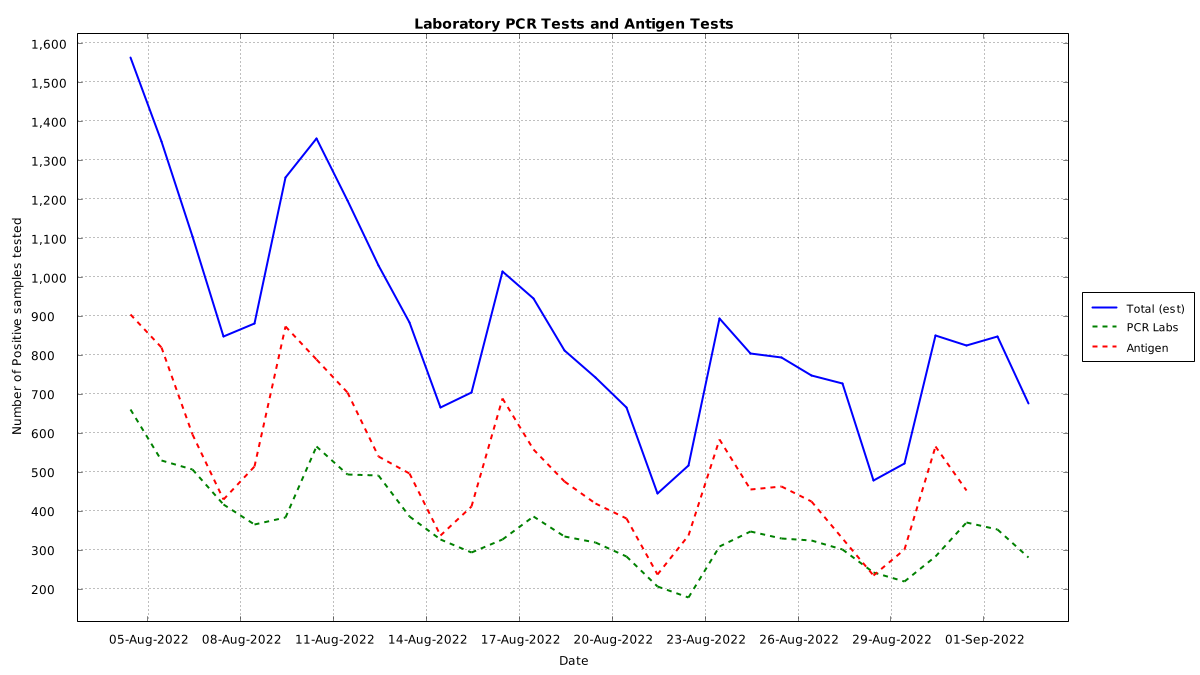 Laboratory PCR Tests and Antigen Tests
1,600
1,500
1,400
1,300
1,200
1,100
1,000
900
800
700
600
500
400
300
200
Number of Positive samples tested
05-Aug-2022 08-Aug-2022 11-Aug-2022 14-Aug-2022 17-Aug-2022 20-Aug-2022 23-Aug-2022 26-Aug-2022 29-Aug-2022 01-Sep-2022
Date
Total (est)
PCR Labs
Antigen